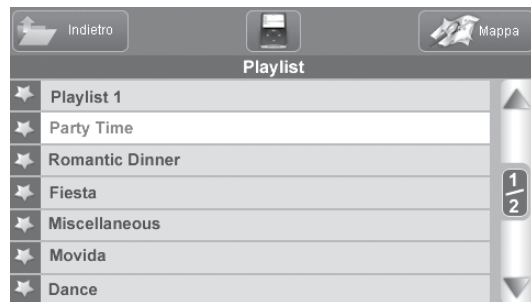 Indietro
Mappa
Playlist
Playlist 1
Party Time
Romantic Dinner
Fiesta
Miscellaneous
Movida
Dance
1/2